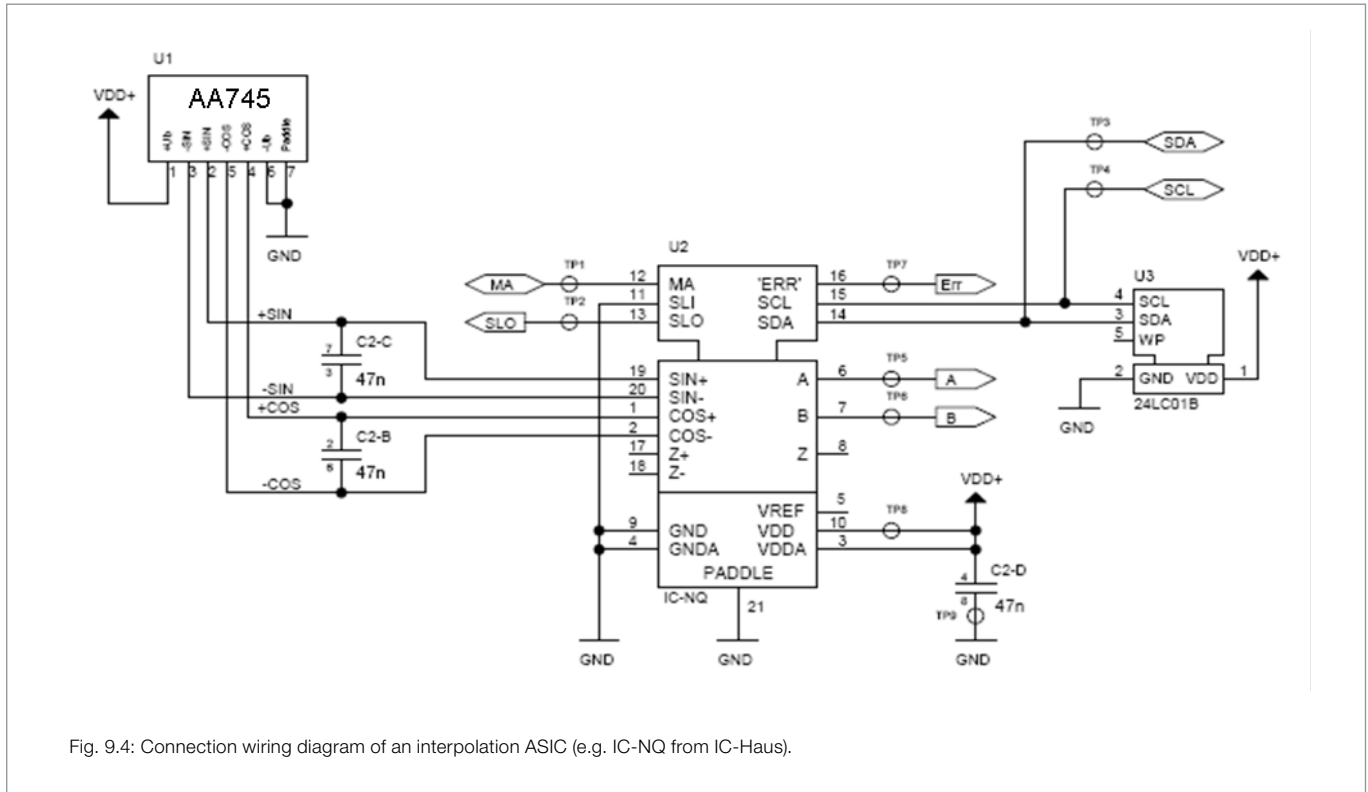 U1
AA745
VDD+
+Ub
-SIN
+SIN
-COS
+COS
-Ub
Paddle
1 3 2 5 4 6 7
GND
+SIN
7
C2-C
3
47n
-SIN
+COS
2
C2-B
6
47n
-COS
MA
TP1
SLO
TP2
U2
12 MA
11 SLI
13 SLO
'ERR' 16
SCL 15
SDA 14
19 SIN+
20 SIN-
1 COS+
2 COS-
17 Z+
18 Z-
A 6
B 7
Z 8
VREF 5
VDD 10
VDDA 3
9 GND
4 GNDA
PADDLE
IC-NQ
21
GND
GND
TP7
Err
TP5
A
TP6
B
TP8
VDD+
4
C2-D
8
47n
TP9
GND
TP3
SDA
TP4
SCL
VDD+
U3
4 SCL
3 SDA
5 WP
2 GND VDD 1
24LC01B
GND
Fig. 9.4: Connection wiring diagram of an interpolation ASIC (e.g. IC-NQ from IC-Haus).